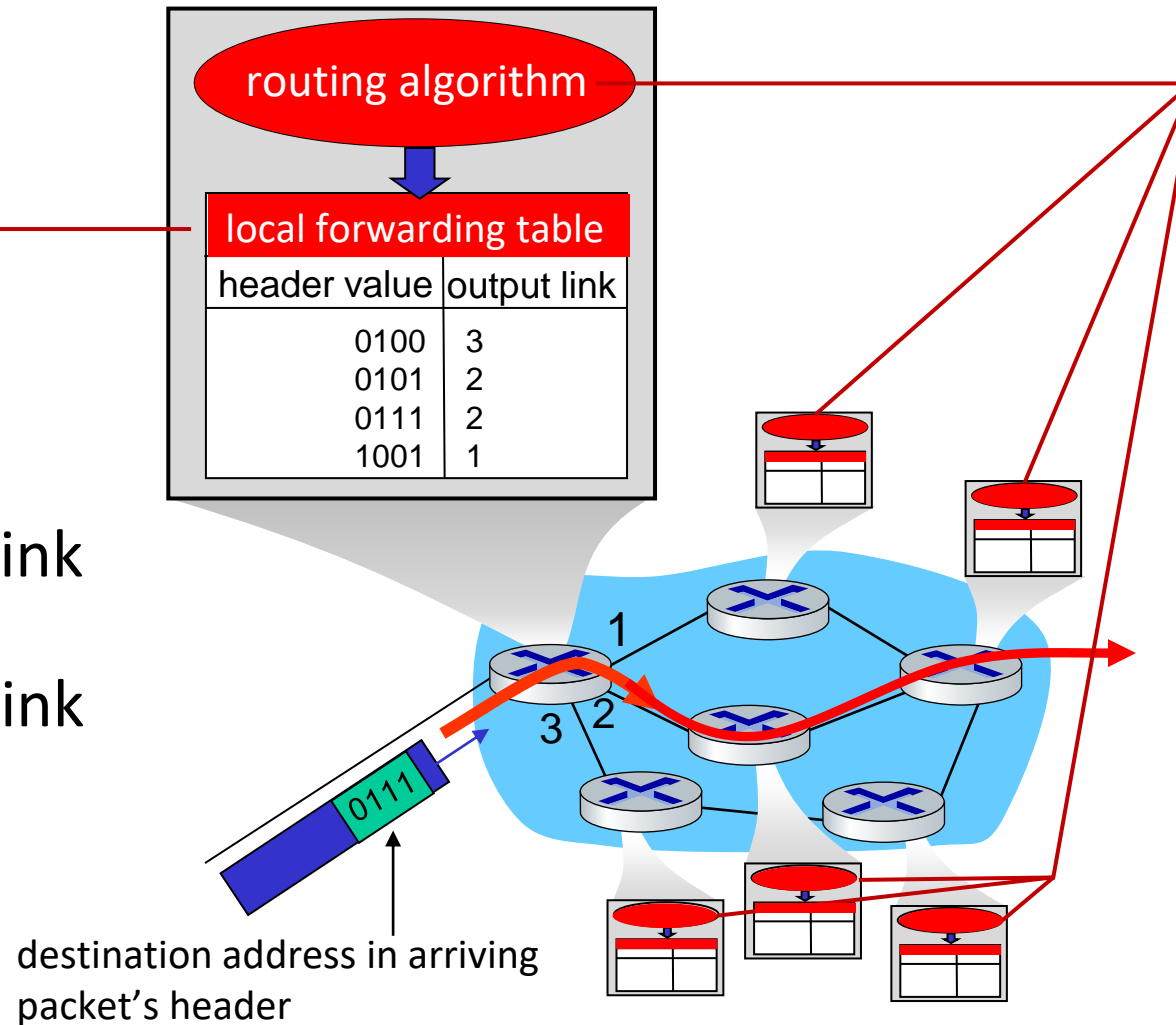 routing algorithm
local forwarding table
header value output link
0100 3
0101 2
0111 2
1001 1
ink
ink
1
2
3
0111
destination address in arriving
packet’s header